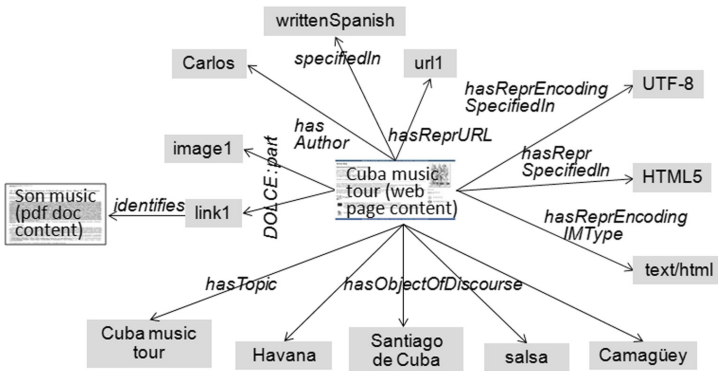 writtenSpanish
specifiedIn
Carlos
url1
hasReprEncoding
SpecifiedIn
UTF-8
has
Author
hasReprURL
image1
DOLCE:part
Cuba music
tour (web
page content)
hasRepr
SpecifiedIn
HTML5
Son music
(pdf doc
content)
identifies
link1
hasReprEncoding
IMType
text/html
hasTopic
hasObjectOfDiscourse
Cuba music
tour
Havana
Santiago
de Cuba
salsa
Camagüey